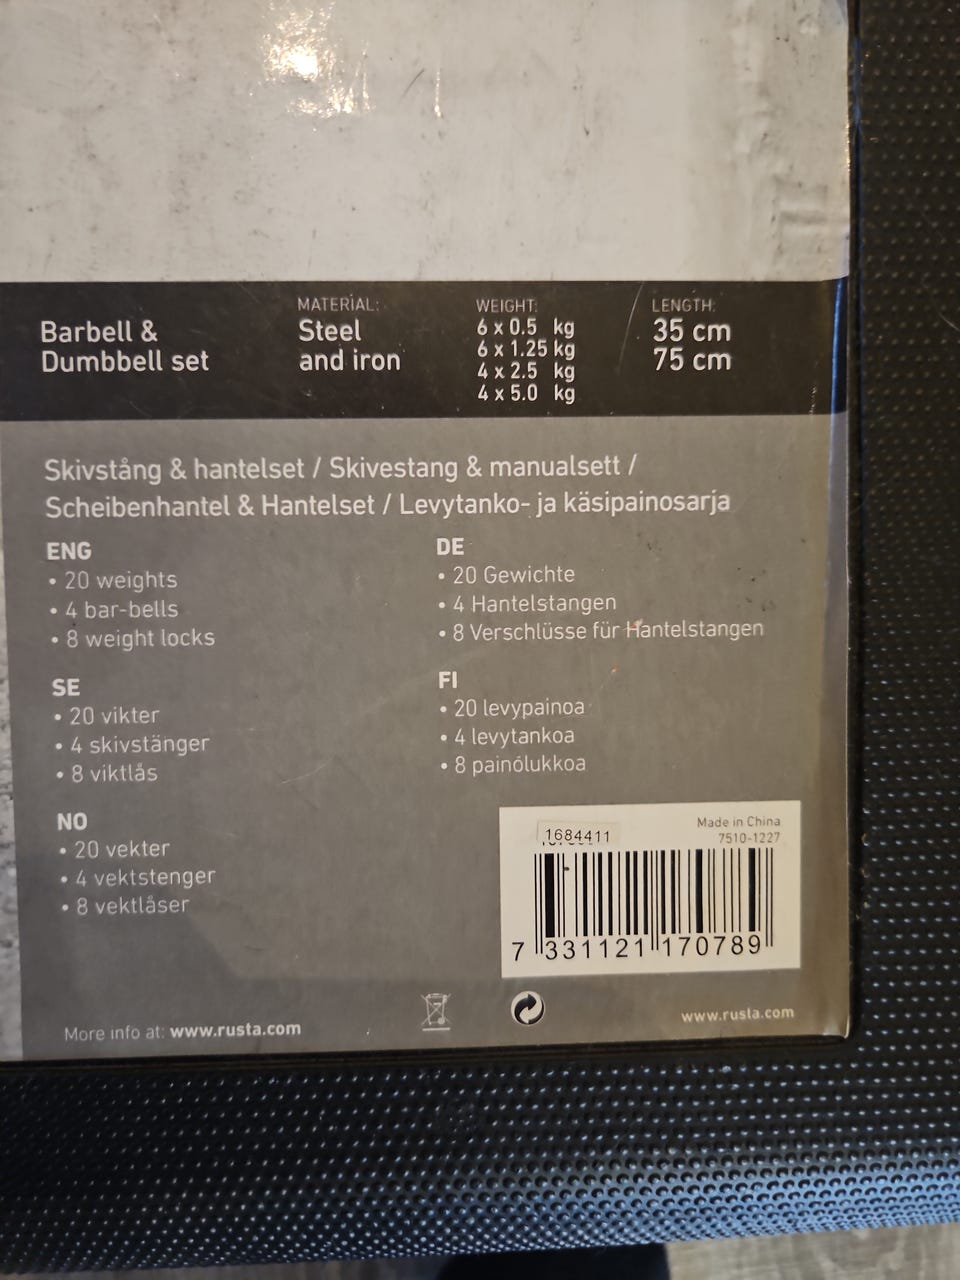 Barbell &
Dumbbell set
MATERIAL:
Steel
and iron
WEIGHT:
6 x 0.5 kg
6 x 1.25 kg
4 x 2.5 kg
4 x 5.0 kg
LENGTH:
35 cm
75 cm
Skivstång & hantelset / Skivestang & manualsett /
Scheibenhantel & Hantelset / Levytanko- ja käsipainosarja
ENG
• 20 weights
• 4 bar-bells
• 8 weight locks
SE
• 20 vikter
• 4 skivstänger
• 8 viktlås
NO
• 20 vekter
• 4 vektstenger
• 8 vektlåser
DE
• 20 Gewichte
• 4 Hantelstangen
• 8 Verschlüsse für Hantelstangen
FI
• 20 levypainoa
• 4 levytankoa
• 8 painolukkoa
Made in China
7510-1227
1684411
7 331121 170789
More info at: www.rusta.com
www.rusta.com